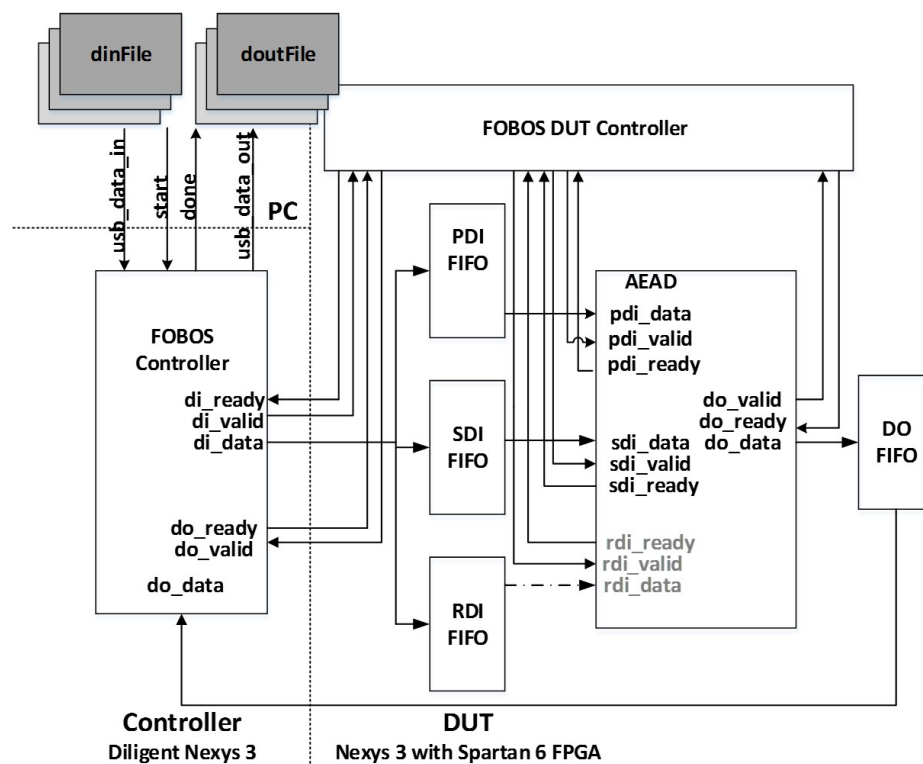 dinFile
doutFile
FOBOS DUT Controller
usb_data_in
start
done
usb_data_out
PC
FOBOS
Controller
di_ready
di_valid
di_data
do_ready
do_valid
do_data
PDI
FIFO
SDI
FIFO
RDI
FIFO
AEAD
pdi_data
pdi_valid
pdi_ready
do_valid
do_ready
do_data
sdi_data
sdi_valid
sdi_ready
rdi_ready
rdi_valid
rdi_data
DO
FIFO
Controller
Diligent Nexys 3
DUT
Nexys 3 with Spartan 6 FPGA